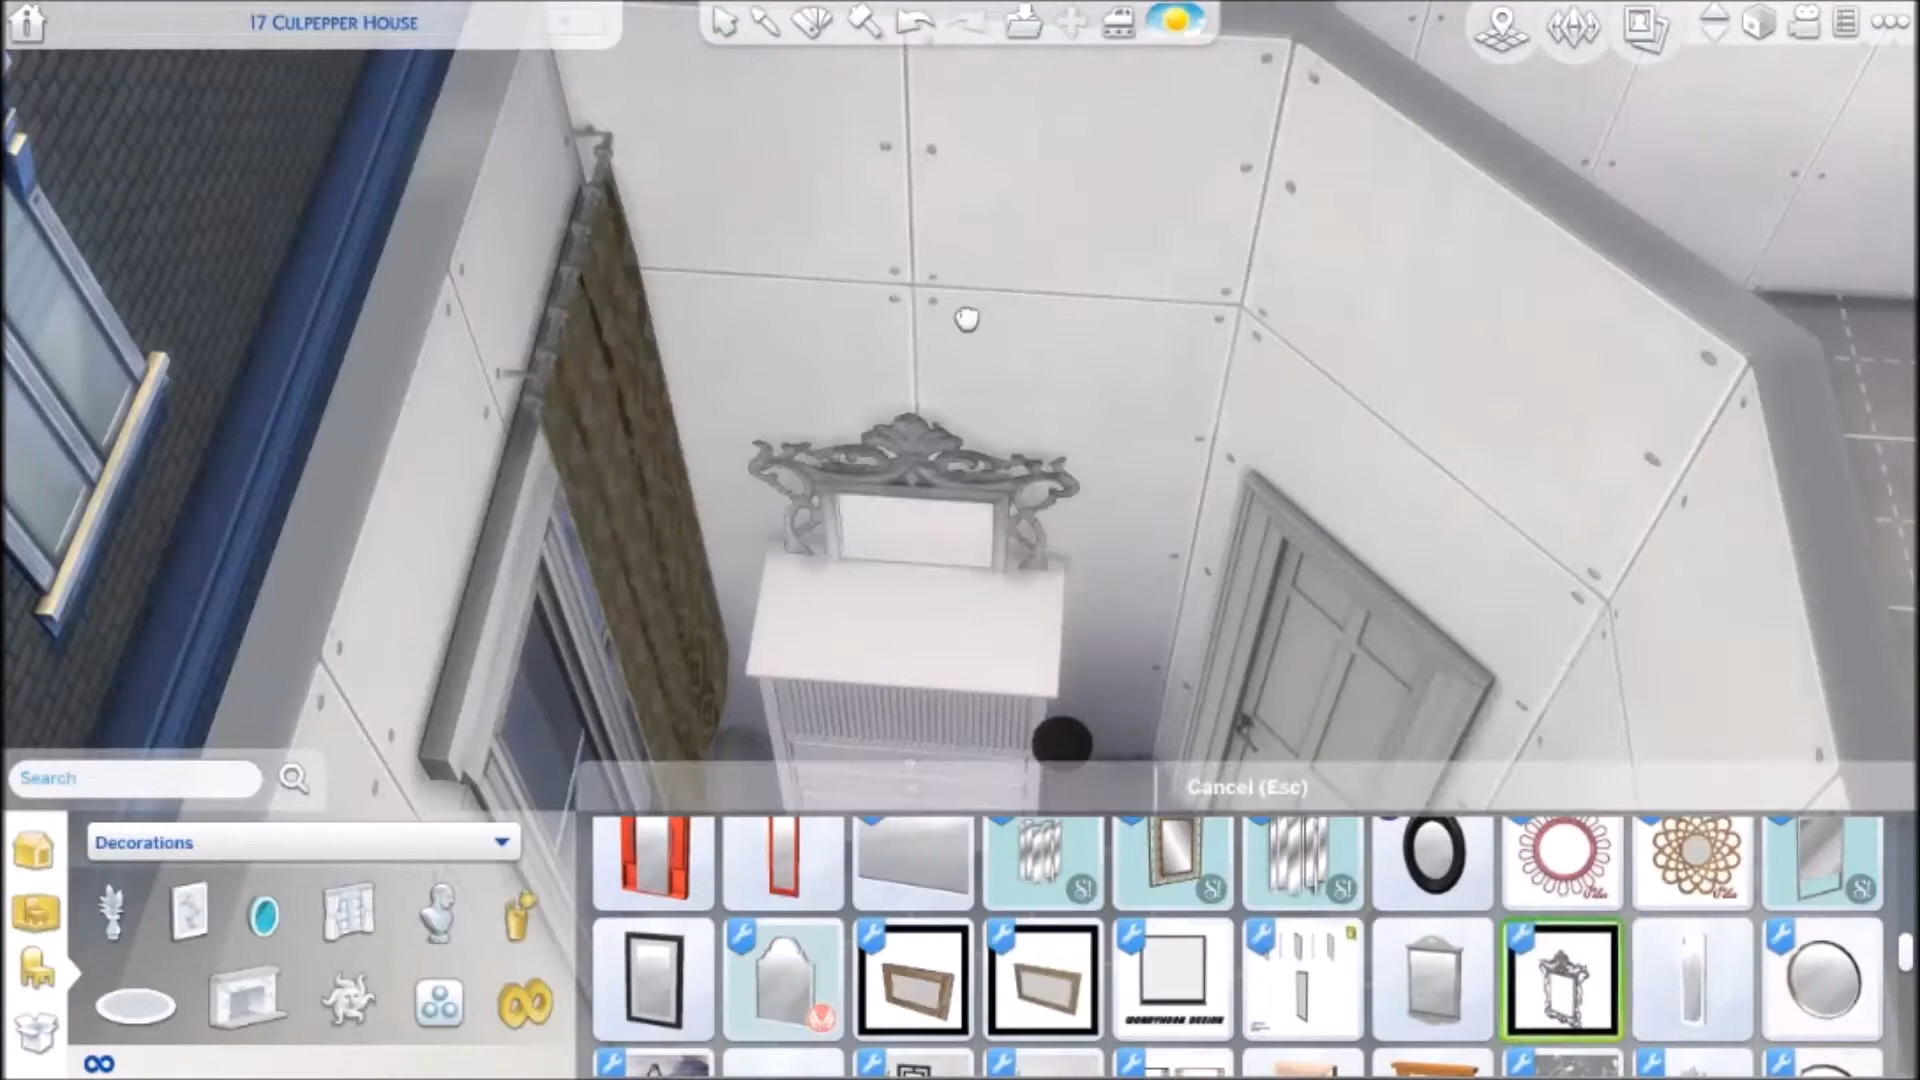 17 CULPEPPER HOUSE
Cancel (Esc)
Search
Decorations
S!
S!
S!
S!